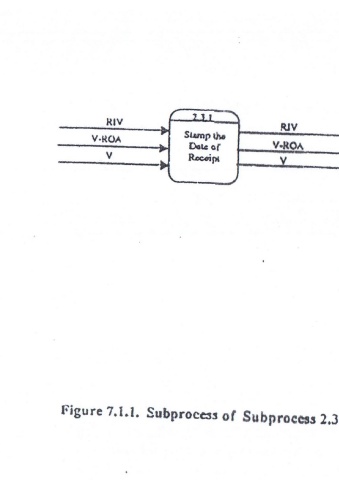 2.3.1
RIV
Stamp the
RIV
V-ROA
Date of
V-ROA
V
Receipt
V
Figure 7.1.1. Subprocess of Subprocess 2.3